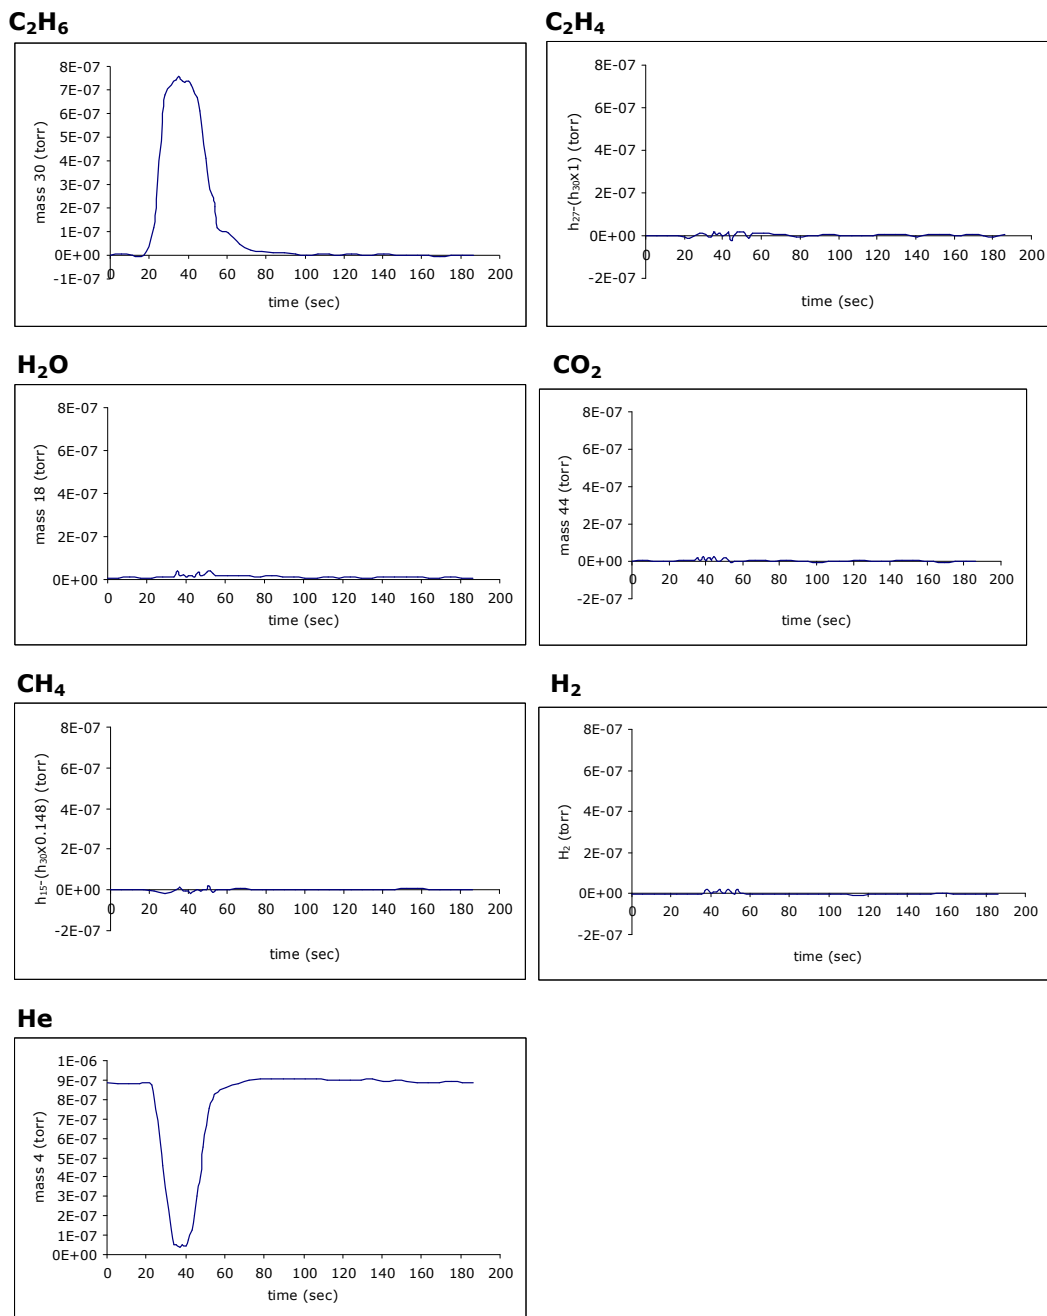 C₂H₆
8E-07
7E-07
6E-07
5E-07
4E-07
3E-07
2E-07
1E-07
0E+00
-1E-07
0 20 40 60 80 100 120 140 160 180 200
mass 30 (torr)
time (sec)
C₂H₄
8E-07
6E-07
4E-07
2E-07
0E+00
-2E-07
0 20 40 60 80 100 120 140 160 180 200
h₂₇-(h₃₀x1) (torr)
time (sec)
H₂O
8E-07
6E-07
4E-07
2E-07
0E+00
0 20 40 60 80 100 120 140 160 180 200
mass 18 (torr)
time (sec)
CO₂
8E-07
6E-07
4E-07
2E-07
0E+00
-2E-07
0 20 40 60 80 100 120 140 160 180 200
mass 44 (torr)
time (sec)
CH₄
8E-07
6E-07
4E-07
2E-07
0E+00
-2E-07
0 20 40 60 80 100 120 140 160 180 200
h₁₅-(h₃₀x0.148) (torr)
time (sec)
H₂
8E-07
6E-07
4E-07
2E-07
0E+00
-2E-07
0 20 40 60 80 100 120 140 160 180 200
H₂ (torr)
time (sec)
He
1E-06
9E-07
8E-07
7E-07
6E-07
5E-07
4E-07
3E-07
2E-07
1E-07
0E+00
0 20 40 60 80 100 120 140 160 180 200
mass 4 (torr)
time (sec)